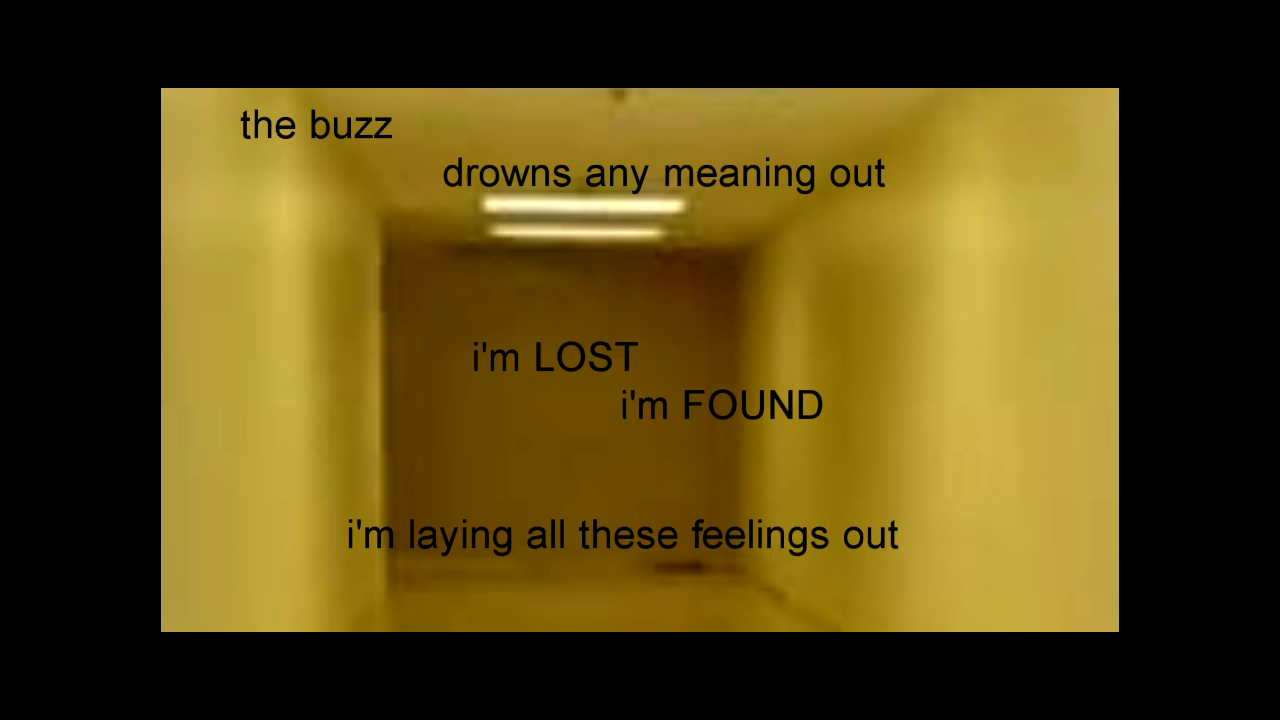 the buzz
drowns any meaning out
i'm LOST
i'm FOUND
i'm laying all these feelings out